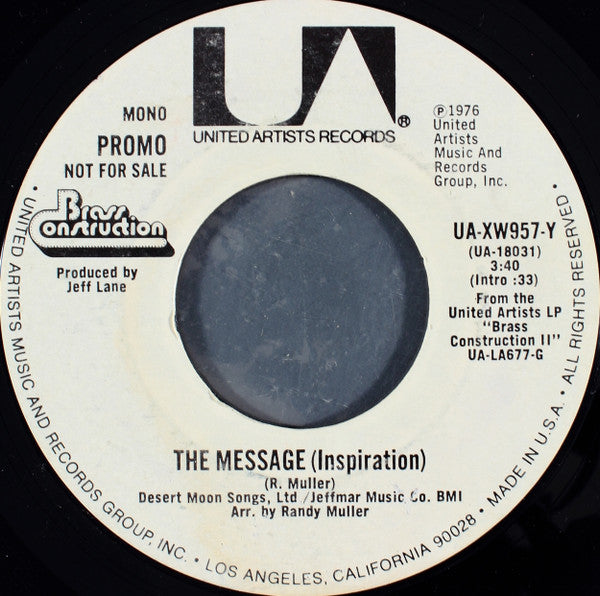 UA®
UNITED ARTISTS RECORDS
MONO
PROMO
NOT FOR SALE
Brass
Construction
Produced by
Jeff Lane
℗1976
United
Artists
Music And
Records
Group, Inc.
UA-XW957-Y
(UA-18031)
3:40
(Intro :33)
From the
United Artists LP
"Brass
Construction II"
UA-LA677-G
THE MESSAGE (Inspiration)
(R. Muller)
Desert Moon Songs, Ltd./Jeffmar Music Co. BMI
Arr. by Randy Muller
• UNITED ARTISTS MUSIC AND RECORDS GROUP, INC. • LOS ANGELES, CALIFORNIA 90028 • MADE IN U.S.A. • ALL RIGHTS RESERVED •